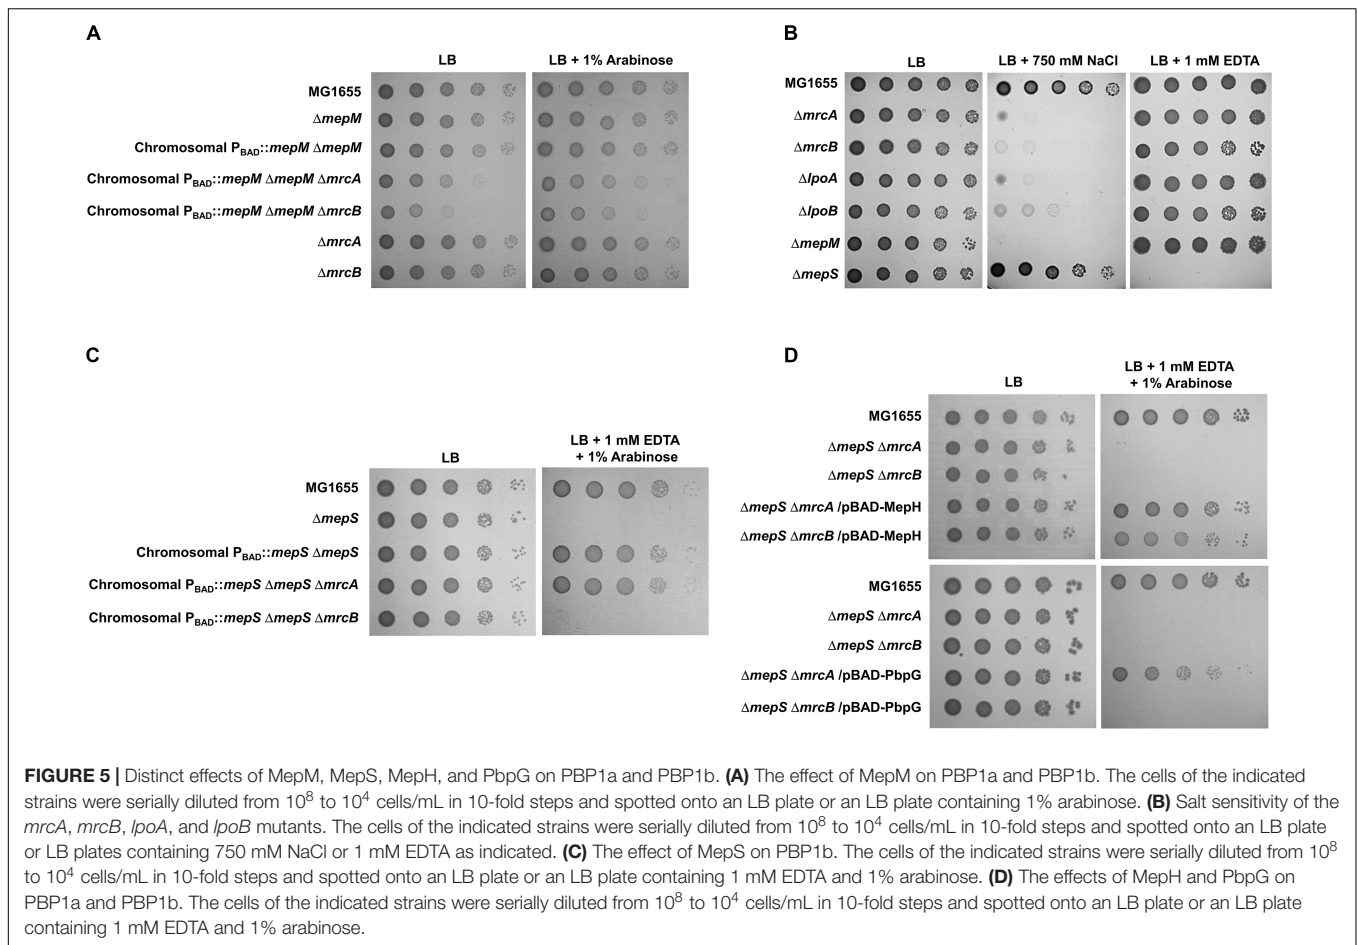 A
LB
LB + 1% Arabinose
MG1655
ΔmepM
Chromosomal PBAD::mepM ΔmepM
Chromosomal PBAD::mepM ΔmepM ΔmrcA
Chromosomal PBAD::mepM ΔmepM ΔmrcB
ΔmrcA
ΔmrcB
B
LB
LB + 750 mM NaCl
LB + 1 mM EDTA
MG1655
ΔmrcA
ΔmrcB
ΔlpoA
ΔlpoB
ΔmepM
ΔmepS
C
LB
LB + 1 mM EDTA
+ 1% Arabinose
MG1655
ΔmepS
Chromosomal PBAD::mepS ΔmepS
Chromosomal PBAD::mepS ΔmepS ΔmrcA
Chromosomal PBAD::mepS ΔmepS ΔmrcB
D
LB
LB + 1 mM EDTA
+ 1% Arabinose
MG1655
ΔmepS ΔmrcA
ΔmepS ΔmrcB
ΔmepS ΔmrcA /pBAD-MepH
ΔmepS ΔmrcB /pBAD-MepH
MG1655
ΔmepS ΔmrcA
ΔmepS ΔmrcB
ΔmepS ΔmrcA /pBAD-PbpG
ΔmepS ΔmrcB /pBAD-PbpG
FIGURE 5 | Distinct effects of MepM, MepS, MepH, and PbpG on PBP1a and PBP1b. (A) The effect of MepM on PBP1a and PBP1b. The cells of the indicated
strains were serially diluted from 10⁸ to 10⁴ cells/mL in 10-fold steps and spotted onto an LB plate or an LB plate containing 1% arabinose. (B) Salt sensitivity of the
mrcA, mrcB, lpoA, and lpoB mutants. The cells of the indicated strains were serially diluted from 10⁸ to 10⁴ cells/mL in 10-fold steps and spotted onto an LB plate
or LB plates containing 750 mM NaCl or 1 mM EDTA as indicated. (C) The effect of MepS on PBP1b. The cells of the indicated strains were serially diluted from 10⁸
to 10⁴ cells/mL in 10-fold steps and spotted onto an LB plate or an LB plate containing 1 mM EDTA and 1% arabinose. (D) The effects of MepH and PbpG on
PBP1a and PBP1b. The cells of the indicated strains were serially diluted from 10⁸ to 10⁴ cells/mL in 10-fold steps and spotted onto an LB plate or an LB plate
containing 1 mM EDTA and 1% arabinose.